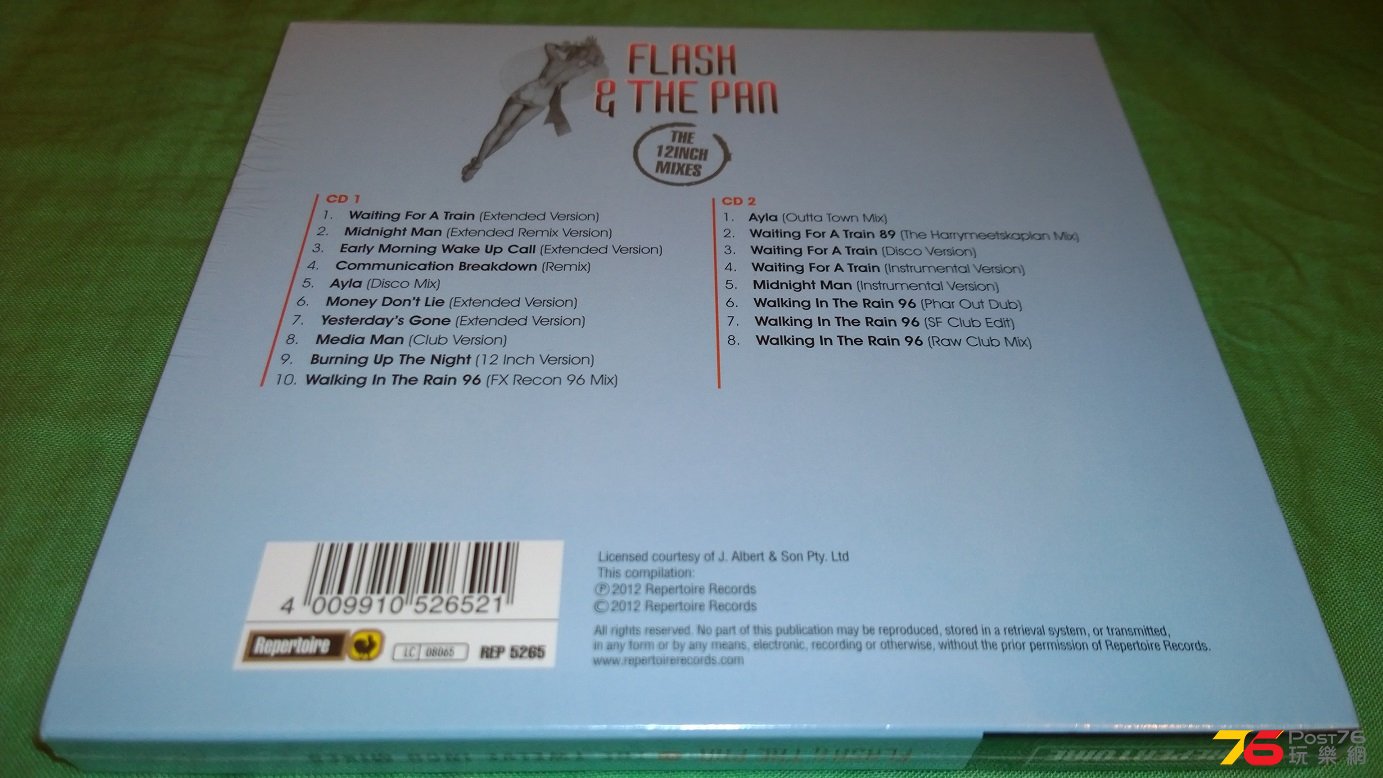 FLASH
& THE PAN
THE
12INCH
MIXES
CD 1
1. Waiting For A Train (Extended Version)
2. Midnight Man (Extended Remix Version)
3. Early Morning Wake Up Call (Extended Version)
4. Communication Breakdown (Remix)
5. Ayla (Disco Mix)
6. Money Don't Lie (Extended Version)
7. Yesterday's Gone (Extended Version)
8. Media Man (Club Version)
9. Burning Up The Night (12 Inch Version)
10. Walking In The Rain 96 (FX Recon 96 Mix)
CD 2
1. Ayla (Outta Town Mix)
2. Waiting For A Train 89 (The Harrymeetskaplan Mix)
3. Waiting For A Train (Disco Version)
4. Waiting For A Train (Instrumental Version)
5. Midnight Man (Instrumental Version)
6. Walking In The Rain 96 (Phar Out Dub)
7. Walking In The Rain 96 (SF Club Edit)
8. Walking In The Rain 96 (Raw Club Mix)
4 009910 526521
Repertoire
LC 08065
REP 5265
Licensed courtesy of J. Albert & Son Pty. Ltd
This compilation:
Ⓟ 2012 Repertoire Records
© 2012 Repertoire Records
All rights reserved. No part of this publication may be reproduced, stored in a retrieval system, or transmitted,
in any form or by any means, electronic, recording or otherwise, without the prior permission of Repertoire Records.
www.repertoirerecords.com
76 Post76
玩樂網